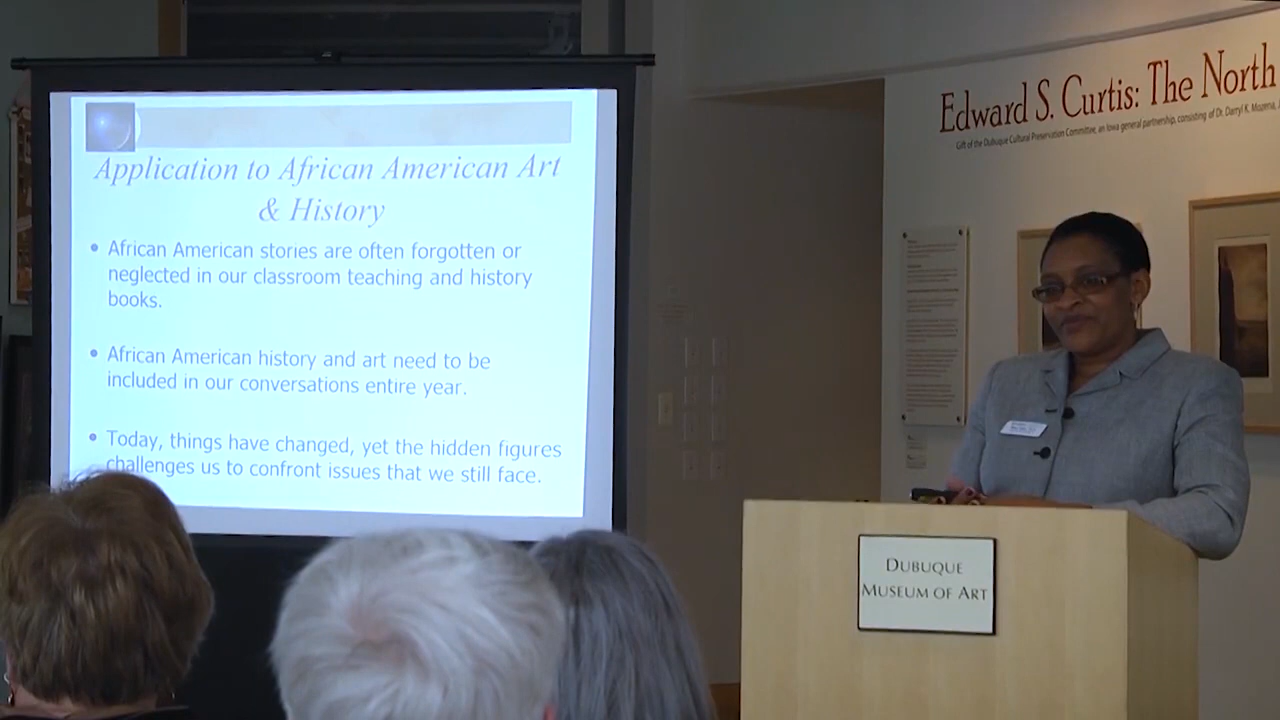 Application to African American Art
& History
• African American stories are often forgotten or
neglected in our classroom teaching and history
books.
• African American history and art need to be
included in our conversations entire year.
• Today, things have changed, yet the hidden figures
challenges us to confront issues that we still face.
Edward S. Curtis: The North
Gift of the Dubuque Cultural Preservation Committee, an Iowa general partnership, consisting of Dr. Darryl K. Mozena,
DUBUQUE
MUSEUM OF ART